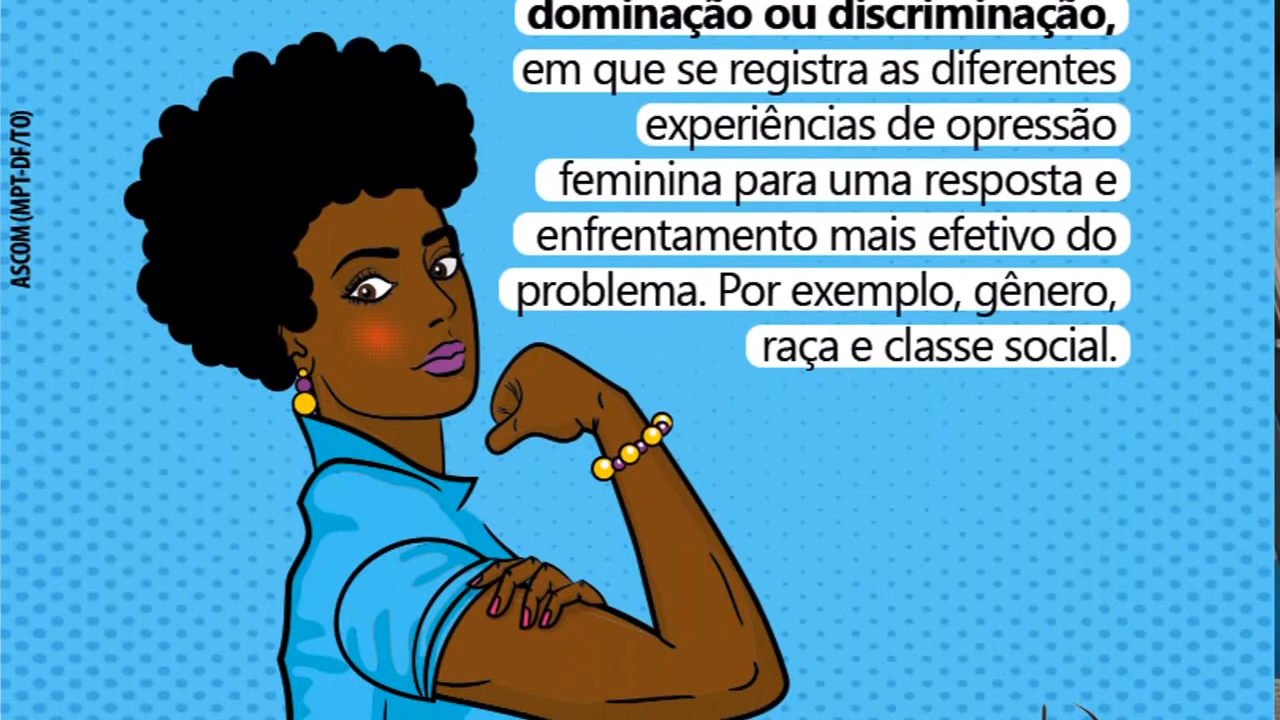 dominação ou discriminação,
em que se registra as diferentes
experiências de opressão
feminina para uma resposta e
enfrentamento mais efetivo do
problema. Por exemplo, gênero,
raça e classe social.
ASCOM (MPT-DF/TO)